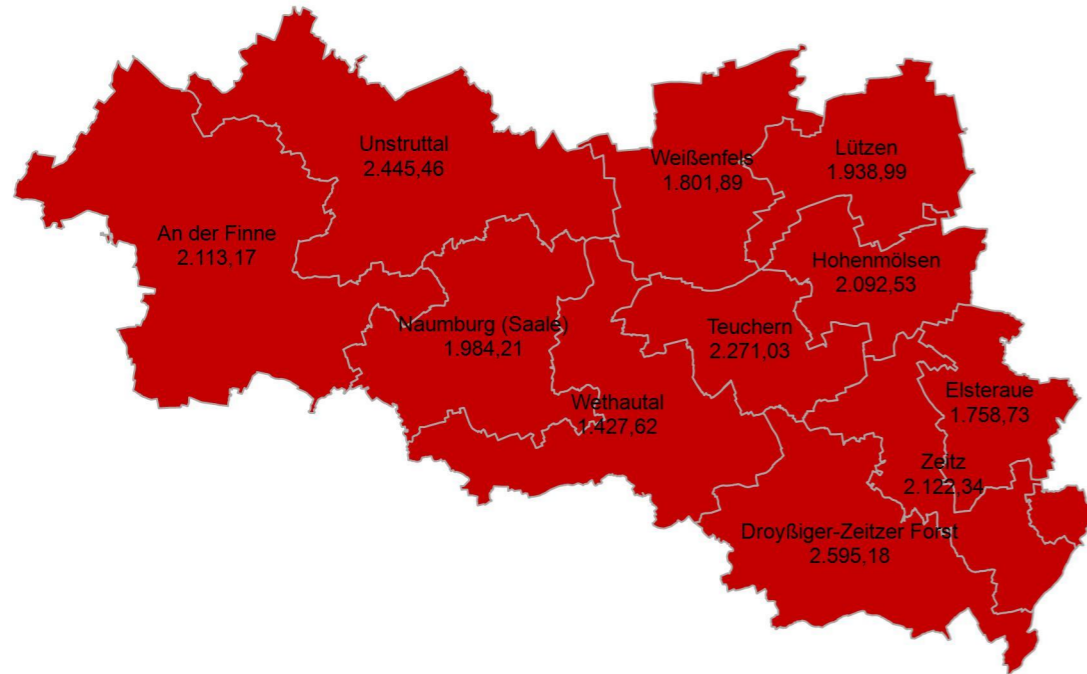 Unstruttal
2.445,46
Weißenfels
1.801,89
Lützen
1.938,99
An der Finne
2.113,17
Hohenmölsen
2.092,53
Naumburg (Saale)
1.984,21
Teuchern
2.271,03
Wethautal
1.427,62
Elsteraue
1.758,73
Zeitz
2.122,34
Droyßiger-Zeitzer Forst
2.595,18